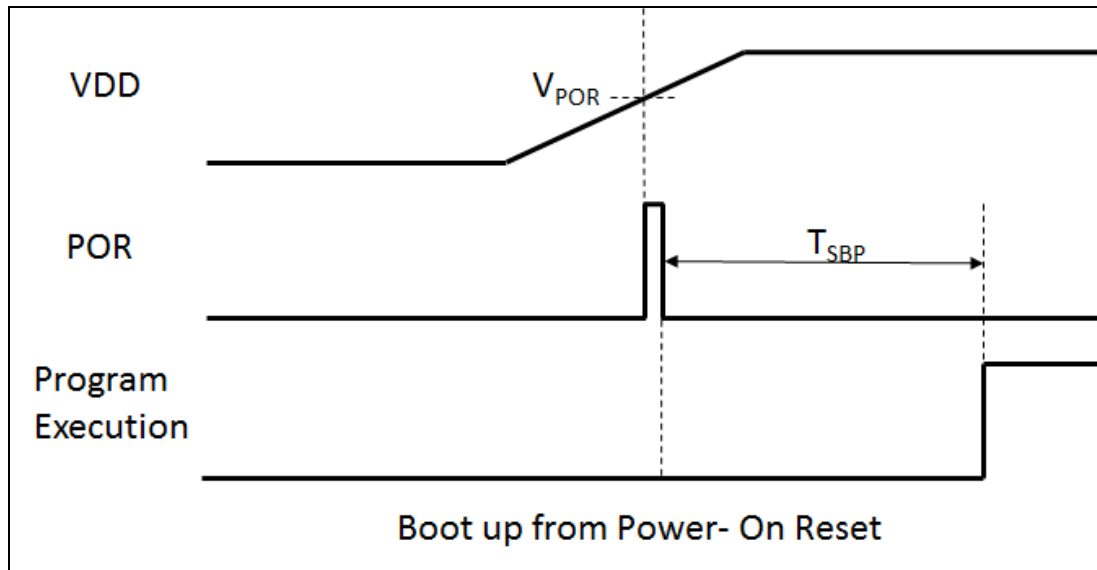 VDD
VPOR
POR
TSBP
Program
Execution
Boot up from Power- On Reset